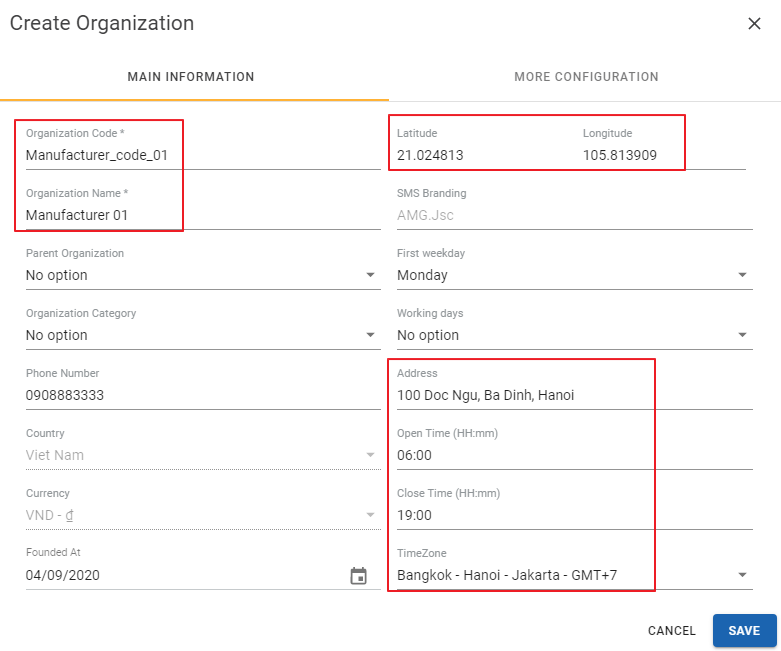 Create Organization
MAIN INFORMATION
MORE CONFIGURATION
Organization Code *
Manufacturer_code_01
Organization Name *
Manufacturer 01
Parent Organization
No option
Organization Category
No option
Phone Number
0908883333
Country
Viet Nam
Currency
VND - ₫
Founded At
04/09/2020
Latitude
21.024813
Longitude
105.813909
SMS Branding
AMG.Jsc
First weekday
Monday
Working days
No option
Address
100 Doc Ngu, Ba Dinh, Hanoi
Open Time (HH:mm)
06:00
Close Time (HH:mm)
19:00
TimeZone
Bangkok - Hanoi - Jakarta - GMT+7
CANCEL
SAVE